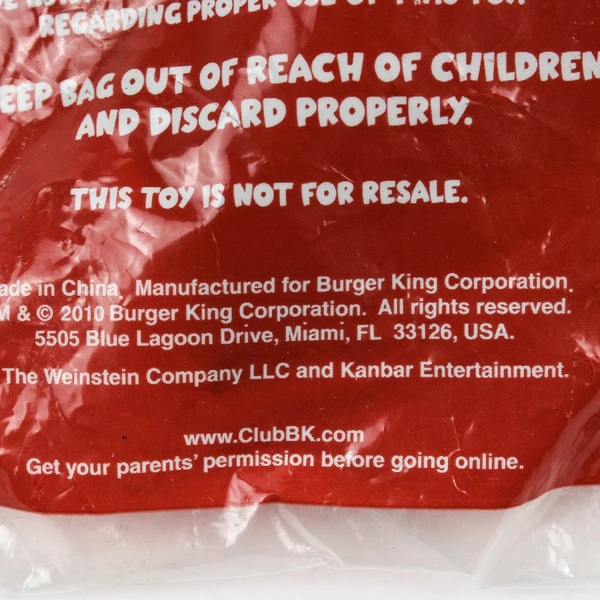 REGARDING PROPER USE OF THIS TOY.
EEP BAG OUT OF REACH OF CHILDREN
AND DISCARD PROPERLY.
THIS TOY IS NOT FOR RESALE.
ade in China. Manufactured for Burger King Corporation.
M & © 2010 Burger King Corporation. All rights reserved.
5505 Blue Lagoon Drive, Miami, FL 33126, USA.
The Weinstein Company LLC and Kanbar Entertainment.
www.ClubBK.com
Get your parents' permission before going online.